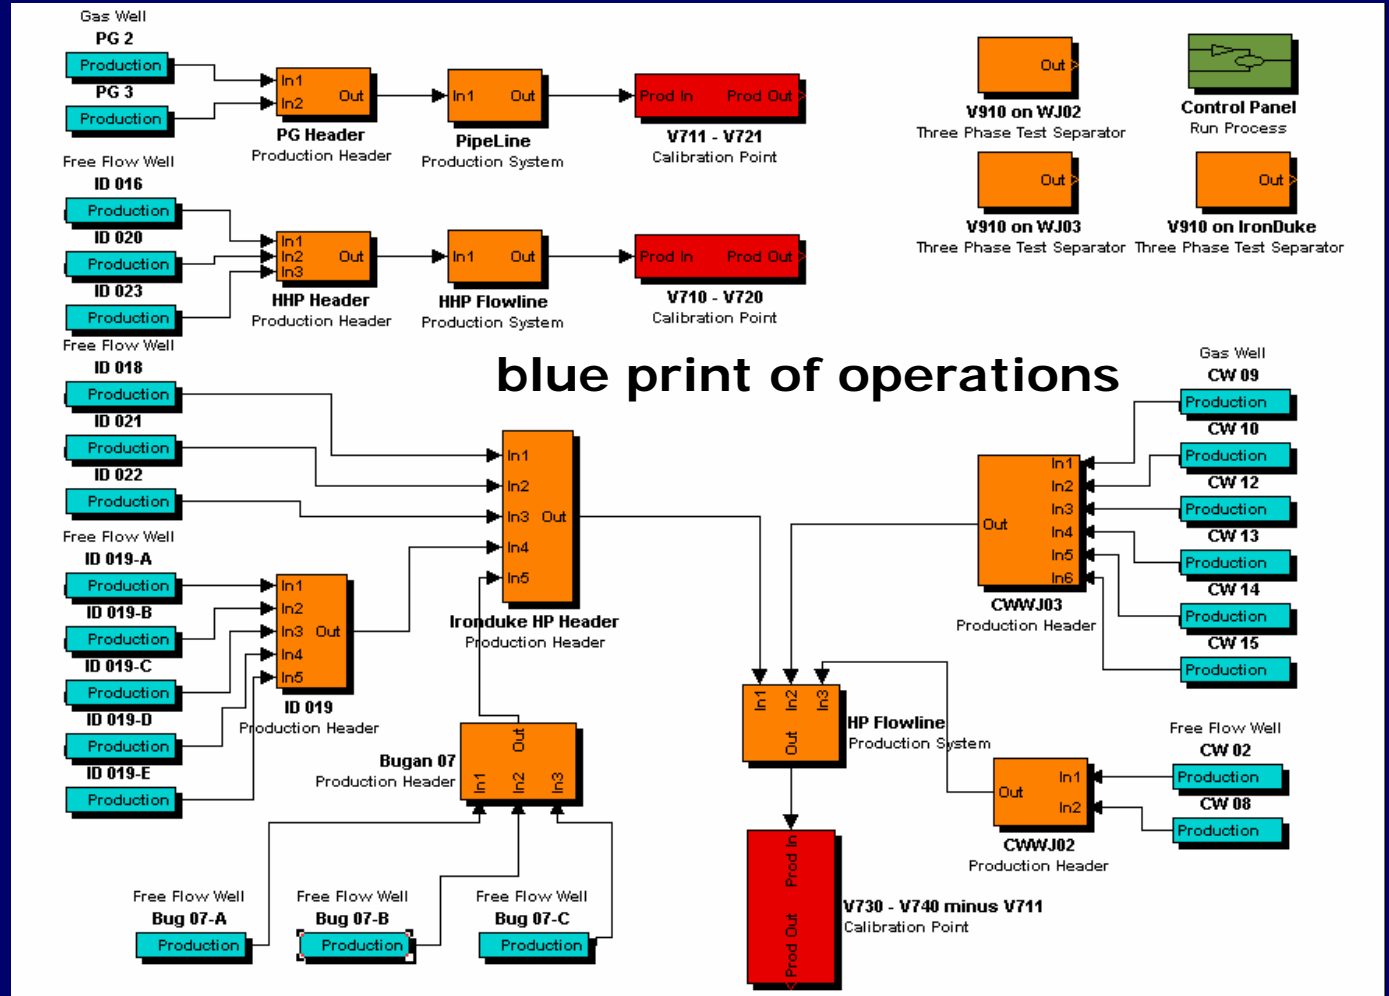 Gas Well
PG 2
Production
PG 3
Production
In1
In2
Out
PG Header
Production Header
In1
Out
PipeLine
Production System
Prod In
Prod Out
V711 - V721
Calibration Point
Out
V910 on WJ02
Three Phase Test Separator
Control Panel
Run Process
Out
V910 on WJ03
Three Phase Test Separator
Out
V910 on IronDuke
Three Phase Test Separator
Free Flow Well
ID 016
Production
ID 020
Production
ID 023
Production
In1
In2
In3
Out
HHP Header
Production Header
In1
Out
HHP Flowline
Production System
Prod In
Prod Out
V710 - V720
Calibration Point
blue print of operations
Free Flow Well
ID 018
Production
ID 021
Production
ID 022
Production
In1
In2
In3
Out
In4
In5
Ironduke HP Header
Production Header
Free Flow Well
ID 019-A
Production
ID 019-B
Production
ID 019-C
Production
ID 019-D
Production
ID 019-E
Production
In1
In2
In3
Out
In4
In5
ID 019
Production Header
Out
In1
In2
In3
Bugan 07
Production Header
Free Flow Well
Bug 07-A
Production
Free Flow Well
Bug 07-B
Production
Free Flow Well
Bug 07-C
Production
Gas Well
CW 09
Production
CW 10
Production
CW 12
Production
CW 13
Production
CW 14
Production
CW 15
Production
In1
In2
In3
Out
In4
In5
In6
CWWJ03
Production Header
In1
In2
In3
Out
HP Flowline
Production System
Free Flow Well
CW 02
Production
CW 08
Production
In1
Out
In2
CWWJ02
Production Header
Prod In
Prod Out
V730 - V740 minus V711
Calibration Point